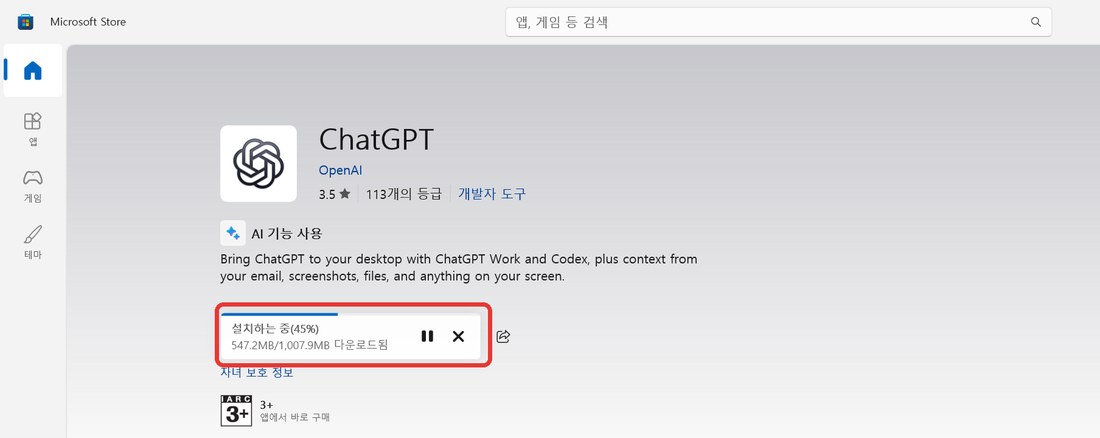 Microsoft Store
앱, 게임 등 검색
앱
게임
테마
ChatGPT
OpenAI
3.5 ★ 113개의 등급 개발자 도구
AI 기능 사용
Bring ChatGPT to your desktop with ChatGPT Work and Codex, plus context from
your email, screenshots, files, and anything on your screen.
설치하는 중(45%)
547.2MB/1,007.9MB 다운로드됨
자녀 보호 정보
IARC
3+
3+
앱에서 바로 구매